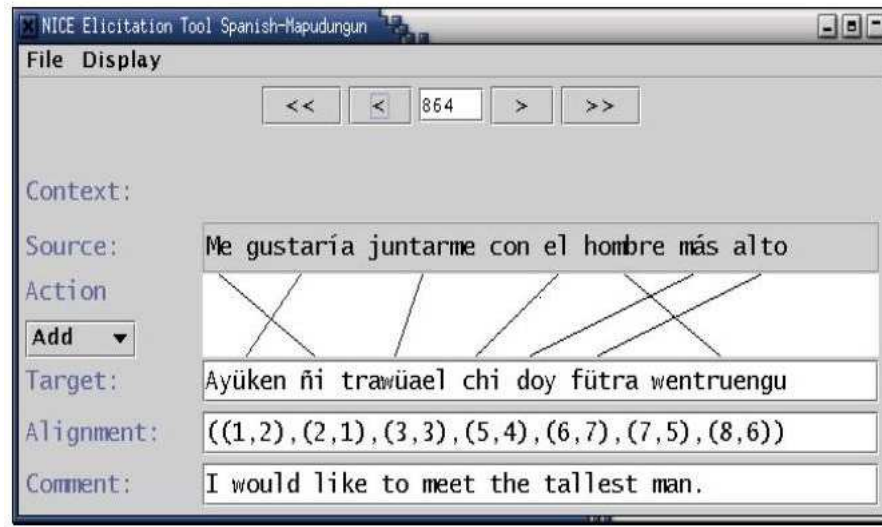 NICE Elicitation Tool Spanish-Mapudungun
File Display
<< < 864 > >>
Context:
Source: Me gustaría juntarme con el hombre más alto
Action
Add
Target: Ayüken ñi trawüael chi doy fütra wentruengu
Alignment: ((1,2),(2,1),(3,3),(5,4),(6,7),(7,5),(8,6))
Comment: I would like to meet the tallest man.